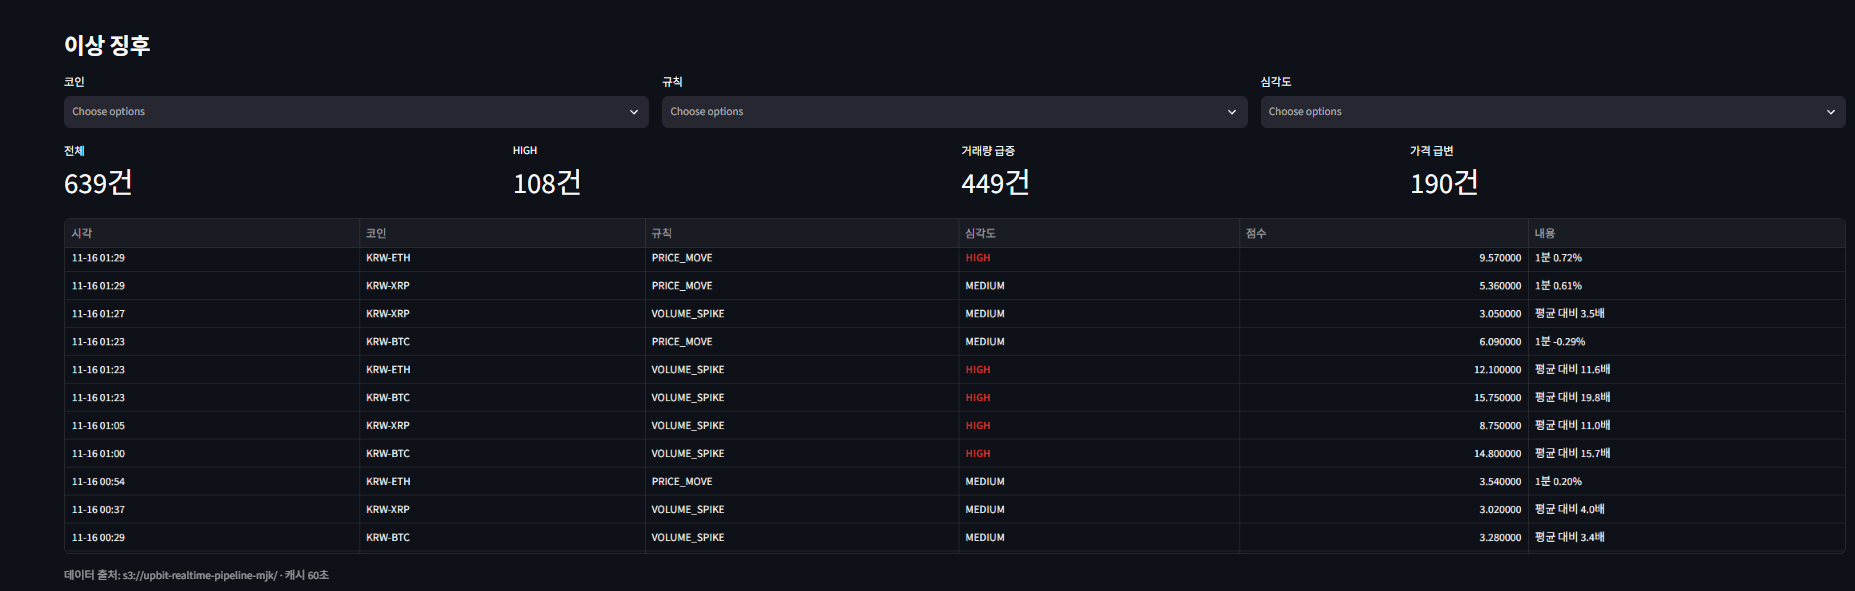 이상 징후
코인 규칙 심각도
Choose options Choose options Choose options
전체 HIGH 거래량 급증 가격 급변
639건 108건 449건 190건
시각 코인 규칙 심각도 점수 내용
11-16 01:29 KRW-ETH PRICE_MOVE HIGH 9.570000 1분 0.72%
11-16 01:29 KRW-XRP PRICE_MOVE MEDIUM 5.360000 1분 0.61%
11-16 01:27 KRW-XRP VOLUME_SPIKE MEDIUM 3.050000 평균 대비 3.5배
11-16 01:23 KRW-BTC PRICE_MOVE MEDIUM 6.090000 1분 -0.29%
11-16 01:23 KRW-ETH VOLUME_SPIKE HIGH 12.100000 평균 대비 11.6배
11-16 01:23 KRW-BTC VOLUME_SPIKE HIGH 15.750000 평균 대비 19.8배
11-16 01:05 KRW-XRP VOLUME_SPIKE HIGH 8.750000 평균 대비 11.0배
11-16 01:00 KRW-BTC VOLUME_SPIKE HIGH 14.800000 평균 대비 15.7배
11-16 00:54 KRW-ETH PRICE_MOVE MEDIUM 3.540000 1분 0.20%
11-16 00:37 KRW-XRP VOLUME_SPIKE MEDIUM 3.020000 평균 대비 4.0배
11-16 00:29 KRW-BTC VOLUME_SPIKE MEDIUM 3.280000 평균 대비 3.4배
데이터 출처: s3://upbit-realtime-pipeline-mjk/ · 캐시 60초